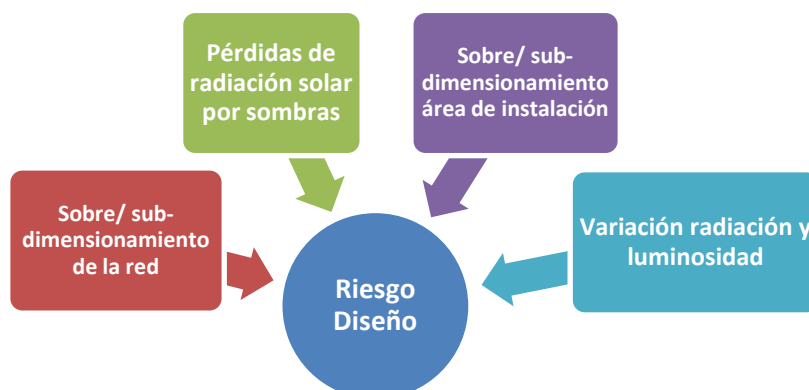 Pérdidas de
radiación solar
por sombras
Sobre/ sub-
dimensionamiento
área de instalación
Sobre/ sub-
dimensionamiento
de la red
Variación radiación y
luminosidad
Riesgo
Diseño